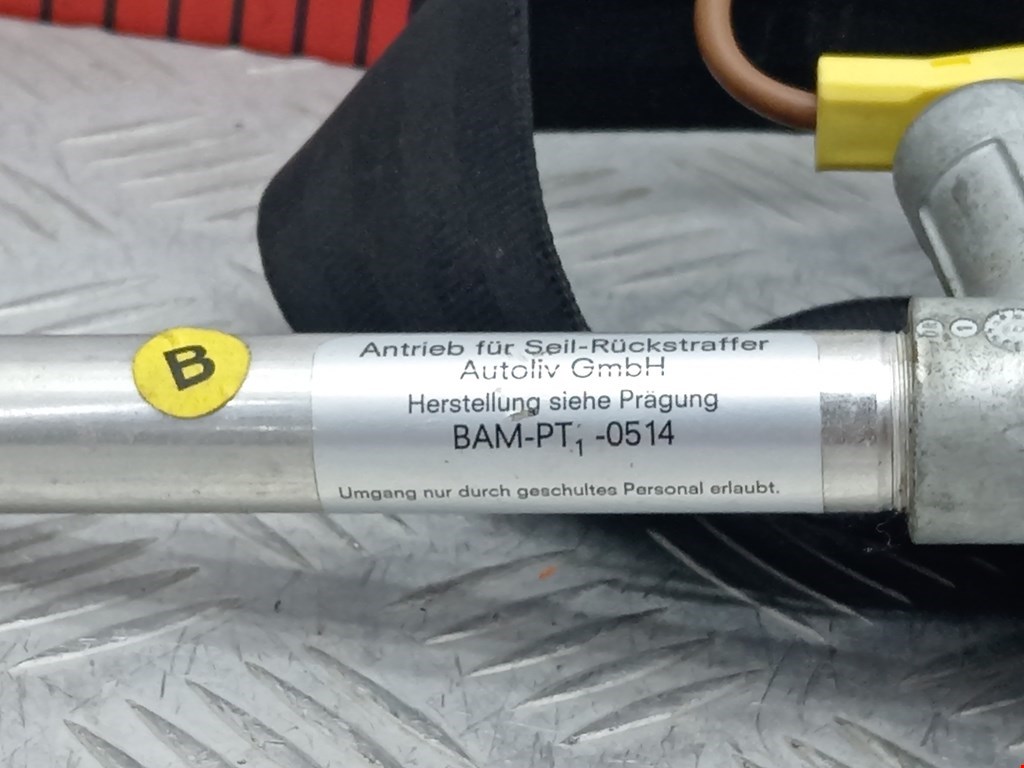 B
Antrieb für Seil-Rückstraffer
Autoliv GmbH
Herstellung siehe Prägung
BAM-PT₁ -0514
Umgang nur durch geschultes Personal erlaubt.